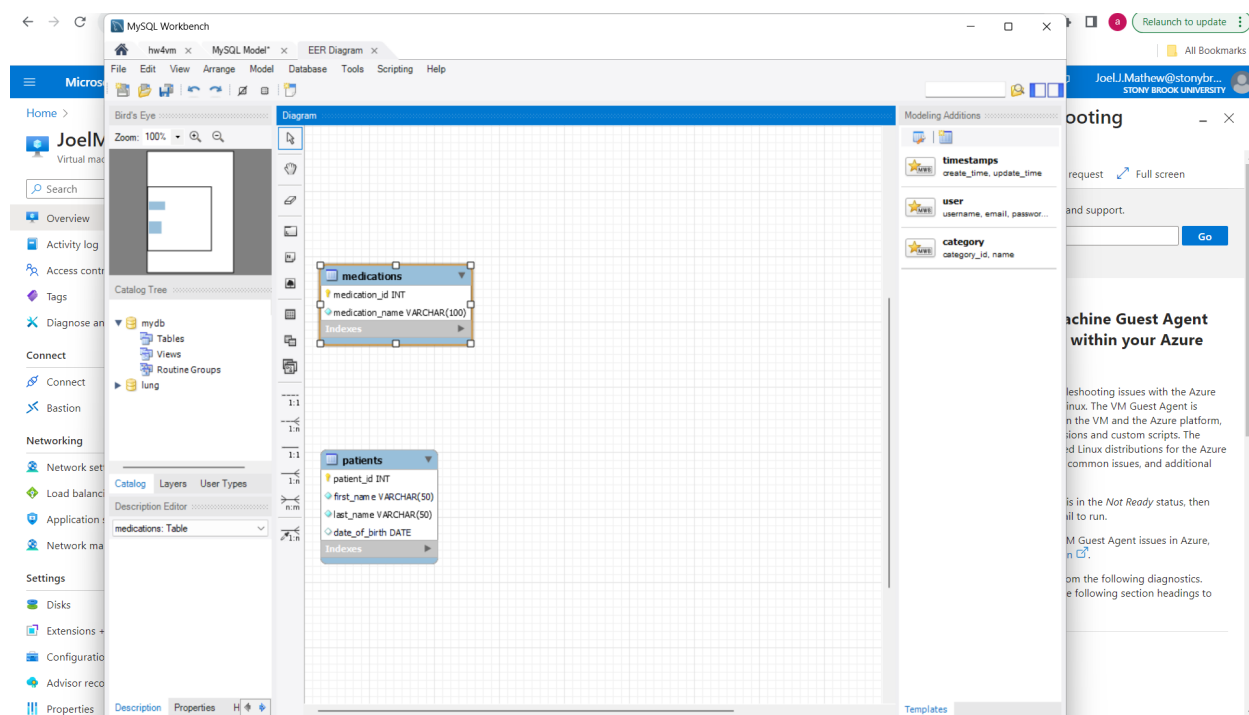 Relaunch to update
All Bookmarks
MySQL Workbench
hw4vm
MySQL Model*
EER Diagram
File Edit View Arrange Model Database Tools Scripting Help
Microso
Joel.J.Mathew@stonybr...
STONY BROOK UNIVERSITY
Home >
JoelM
Virtual mac
Search
Overview
Activity log
Access contr
Tags
Diagnose an
Connect
Connect
Bastion
Networking
Network set
Load balanci
Application s
Network ma
Settings
Disks
Extensions +
Configuratio
Advisor reco
Properties
Bird's Eye
Zoom: 100%
Catalog Tree
mydb
Tables
Views
Routine Groups
lung
Catalog Layers User Types
Description Editor
medications: Table
Description Properties H
Diagram
1:1
1:n
1:1
1:n
n:m
1:n
medications
medication_id INT
medication_name VARCHAR(100)
Indexes
patients
patient_id INT
first_name VARCHAR(50)
last_name VARCHAR(50)
date_of_birth DATE
Indexes
Modeling Additions
timestamps
create_time, update_time
user
username, email, passwor...
category
category_id, name
Templates
ooting
request Full screen
and support.
Go
achine Guest Agent
within your Azure
leshooting issues with the Azure
inux. The VM Guest Agent is
n the VM and the Azure platform,
sions and custom scripts. The
ed Linux distributions for the Azure
common issues, and additional
is in the Not Ready status, then
il to run.
M Guest Agent issues in Azure,
n
om the following diagnostics.
e following section headings to